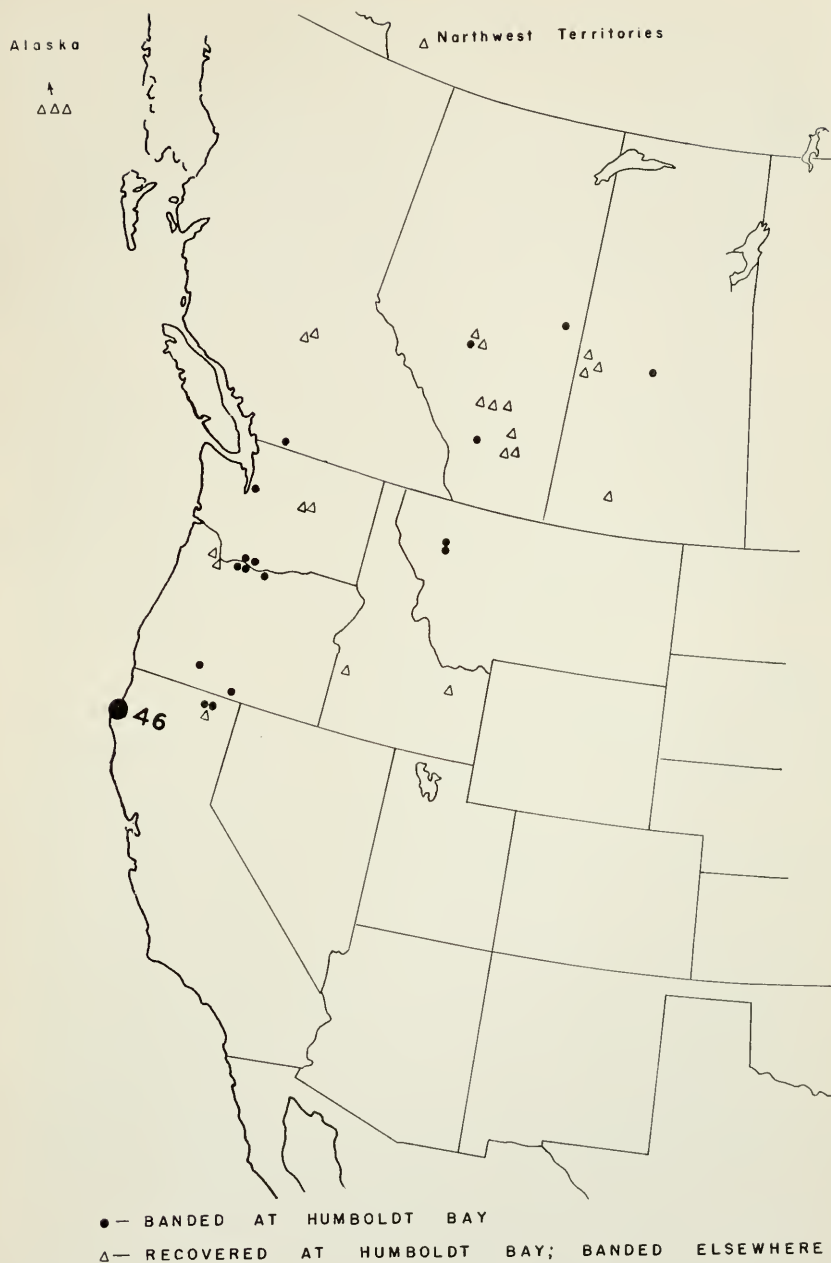 Alaska
Northwest Territories
46
●— BANDED AT HUMBOLDT BAY
△— RECOVERED AT HUMBOLDT BAY; BANDED ELSEWHERE